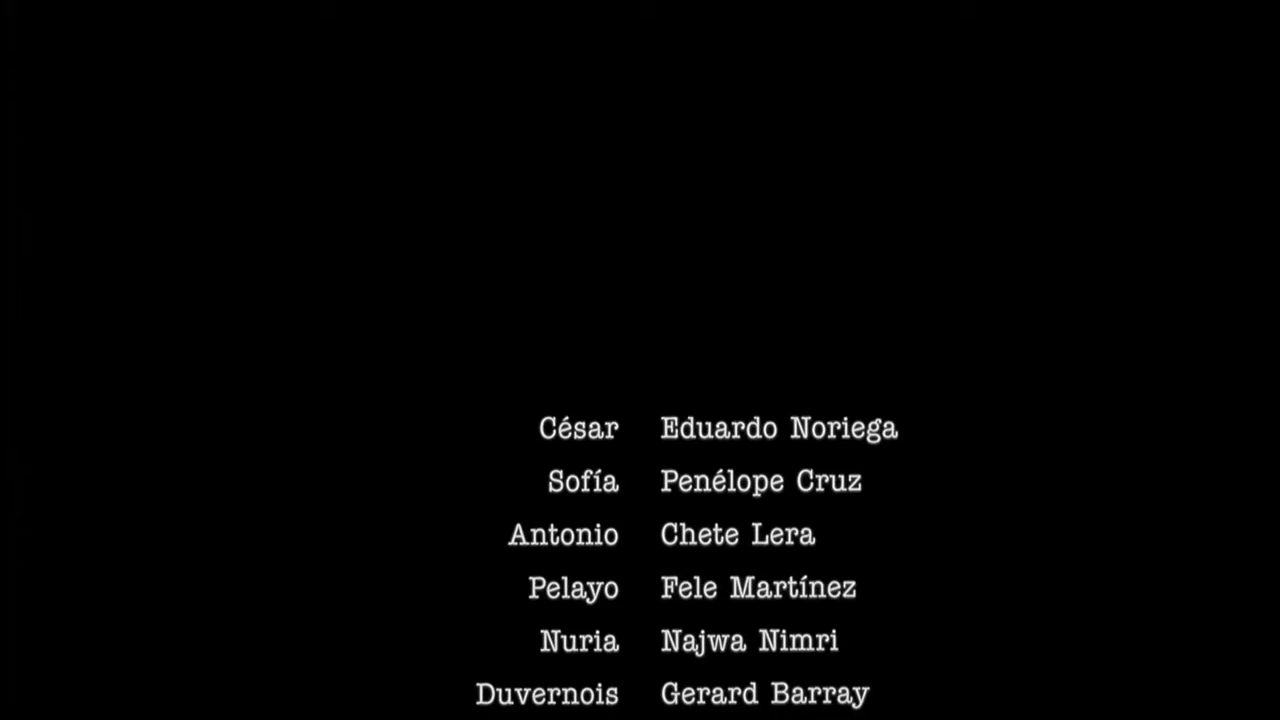 César Eduardo Noriega
Sofía Penélope Cruz
Antonio Chete Lera
Pelayo Fele Martínez
Nuria Najwa Nimri
Duvernois Gerard Barray